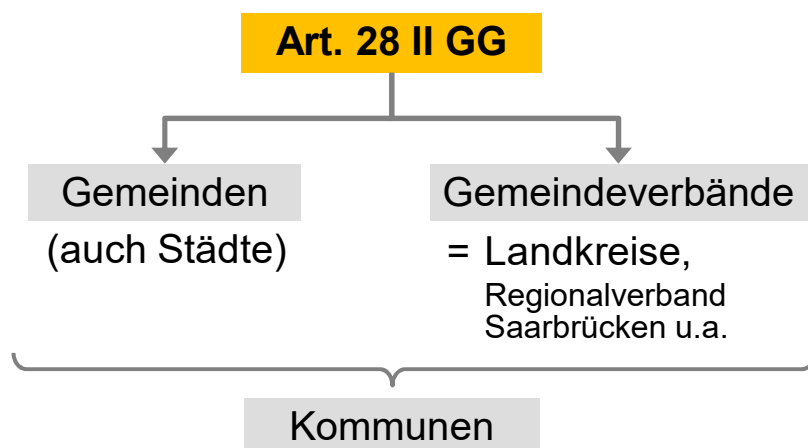 Art. 28 II GG
Gemeinden
(auch Städte)
Gemeindeverbände
= Landkreise,
Regionalverband
Saarbrücken u.a.
Kommunen